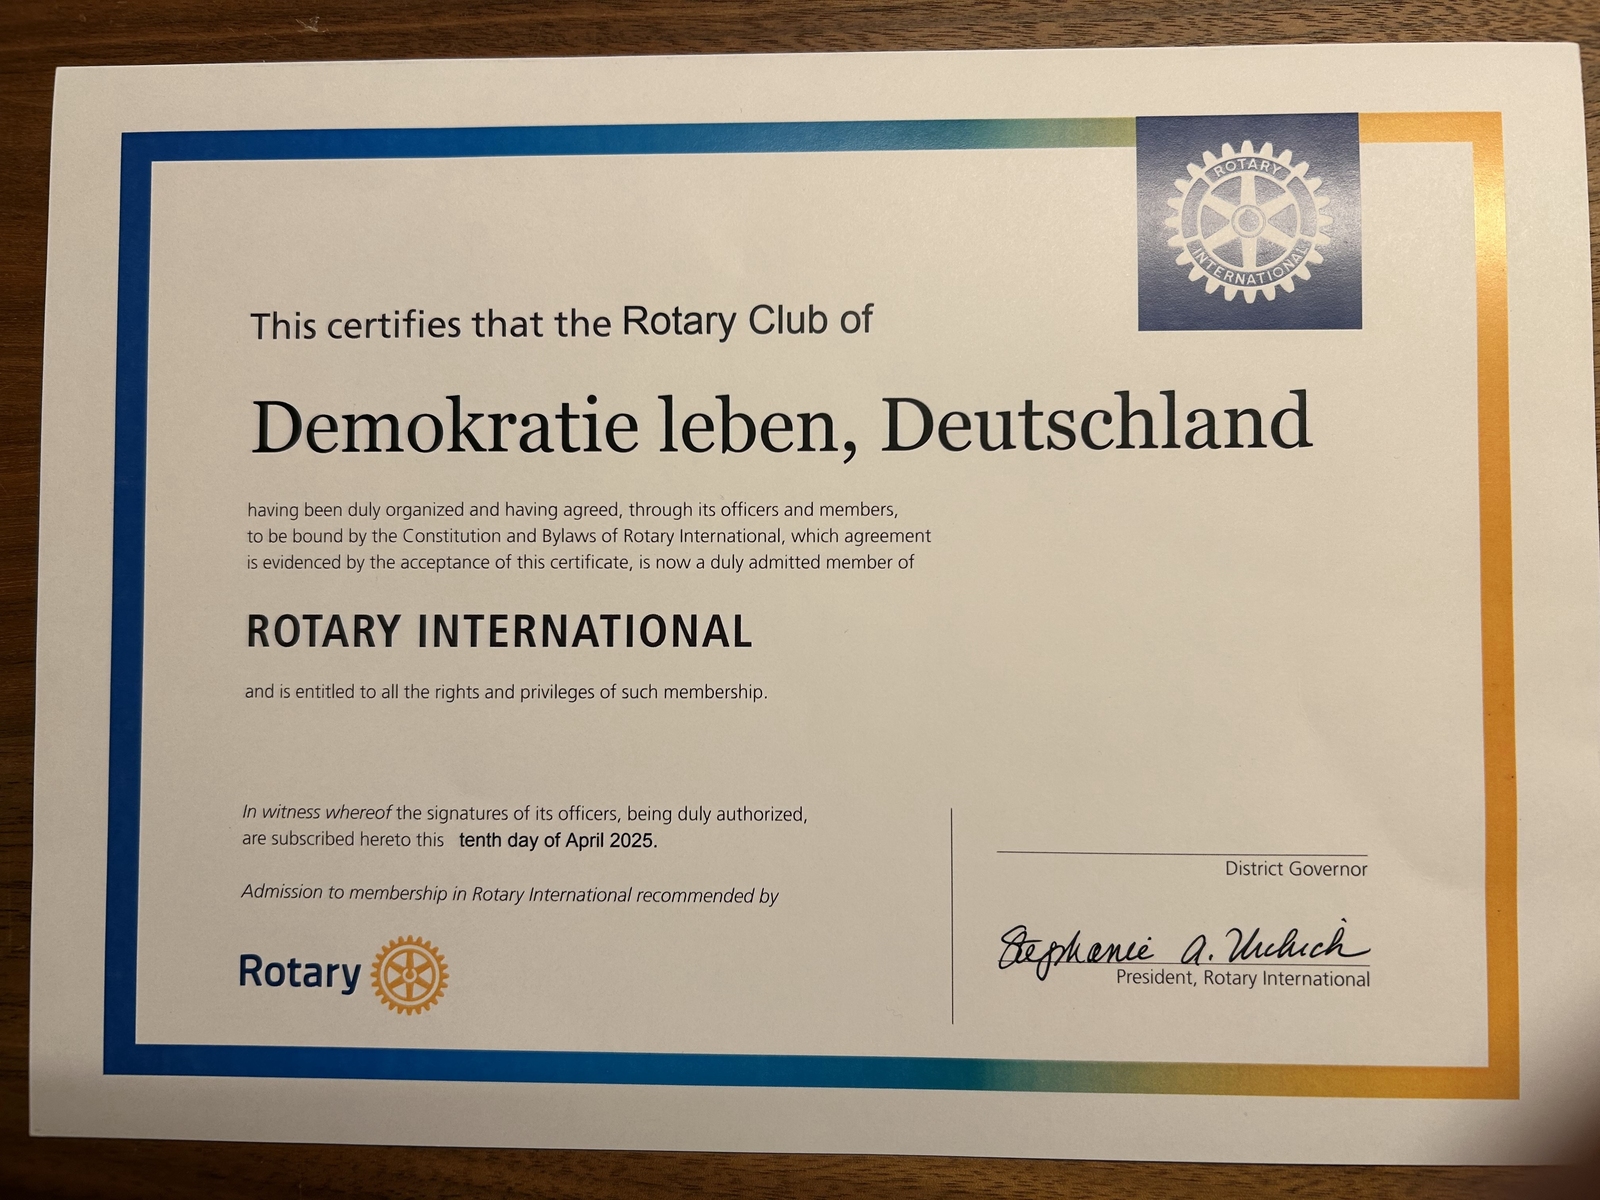 ROTARY
INTERNATIONAL
This certifies that the Rotary Club of
Demokratie leben, Deutschland
having been duly organized and having agreed, through its officers and members,
to be bound by the Constitution and Bylaws of Rotary International, which agreement
is evidenced by the acceptance of this certificate, is now a duly admitted member of
ROTARY INTERNATIONAL
and is entitled to all the rights and privileges of such membership.
In witness whereof the signatures of its officers, being duly authorized,
are subscribed hereto this tenth day of April 2025.
Admission to membership in Rotary International recommended by
Rotary
District Governor
Stephanie A. Urchick
President, Rotary International